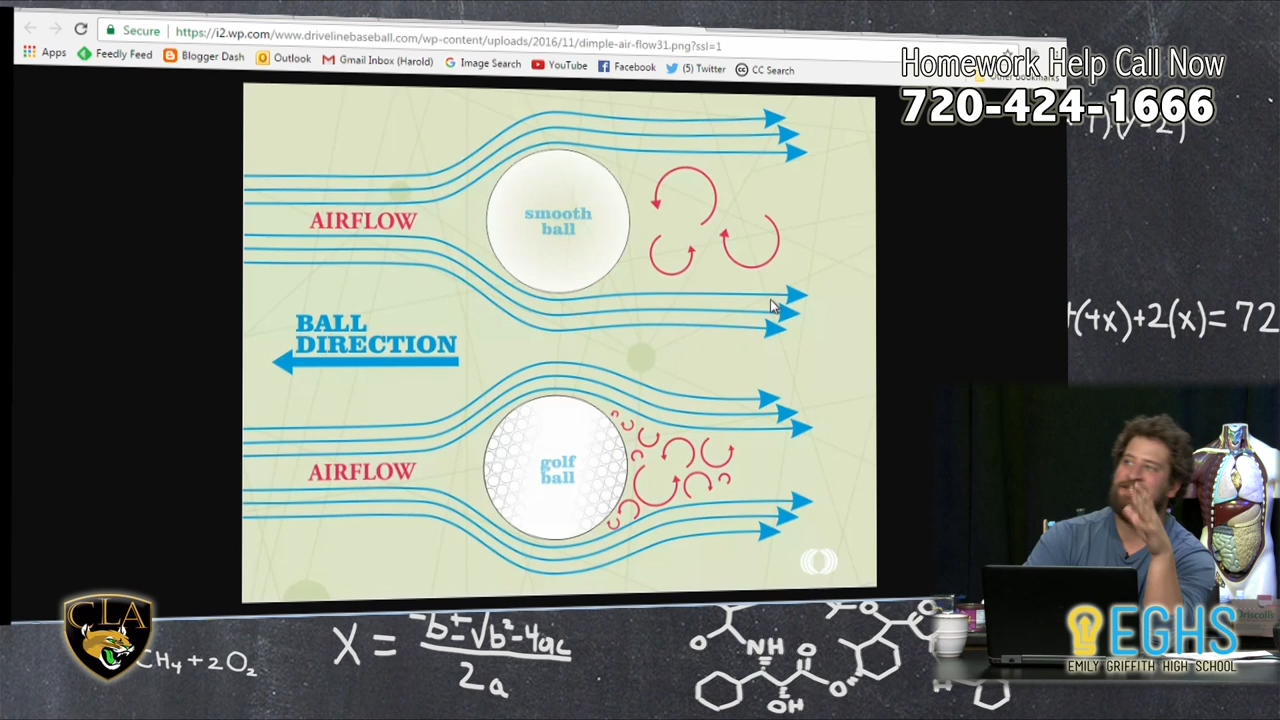 Secure
https://i2.wp.com/www.drivelinebaseball.com/wp-content/uploads/2016/11/dimple-air-flow31.png?ssl=1
Apps
Feedly Feed
Blogger Dash
Outlook
Gmail Inbox (Harold)
Image Search
YouTube
Facebook
(5) Twitter
CC Search
Homework Help Call Now
720-424-1666
smooth
ball
AIRFLOW
BALL
DIRECTION
+(4x)+2(x)= 72
golf
ball
AIRFLOW
CLA
CH4 + 2O2
X = -b±√b²-4ac
2a
NH
O
O
OH
O
O
H
EGHS
EMILY GRIFFITH HIGH SCHOOL
Driscoll's